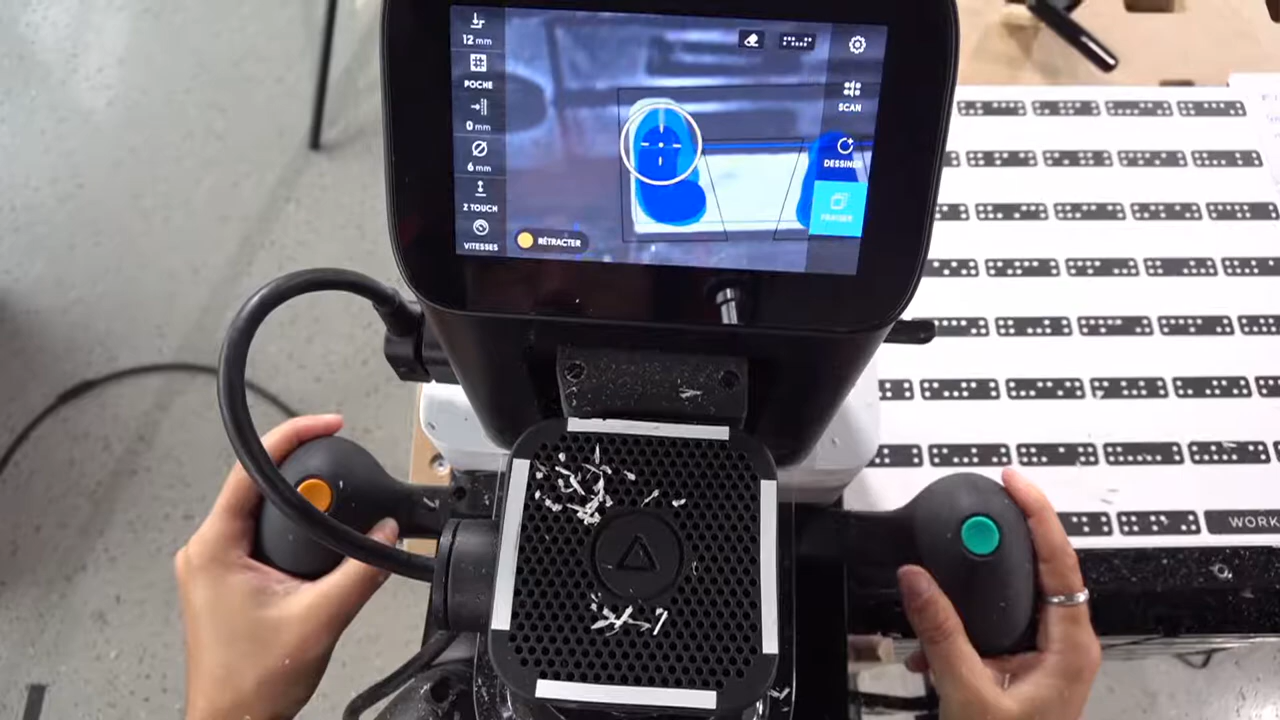 12 mm
POCHE
0 mm
6 mm
Z TOUCH
VITESSES
RÉTRACTER
SCAN
DESSINER
FRAISER
WORK